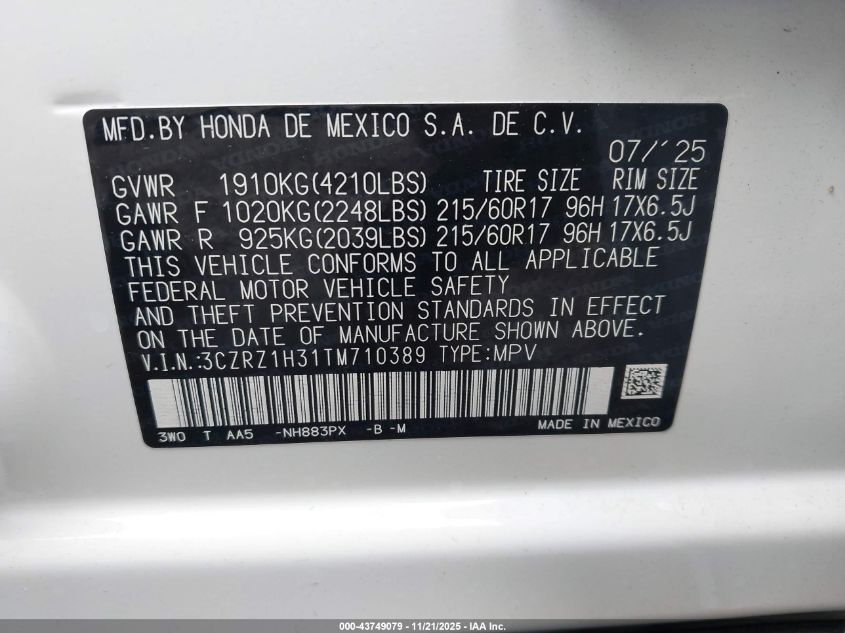 MFD.BY HONDA DE MEXICO S.A. DE C.V.
07/'25
GVWR 1910KG(4210LBS) TIRE SIZE RIM SIZE
GAWR F 1020KG(2248LBS) 215/60R17 96H 17X6.5J
GAWR R 925KG(2039LBS) 215/60R17 96H 17X6.5J
THIS VEHICLE CONFORMS TO ALL APPLICABLE
FEDERAL MOTOR VEHICLE SAFETY
AND THEFT PREVENTION STANDARDS IN EFFECT
ON THE DATE OF MANUFACTURE SHOWN ABOVE.
V.I.N.:3CZRZ1H31TM710389 TYPE:MPV
3W0 T AA5 -NH883PX -B -M MADE IN MEXICO
000-43749079 - 11/21/2025 - IAA Inc.